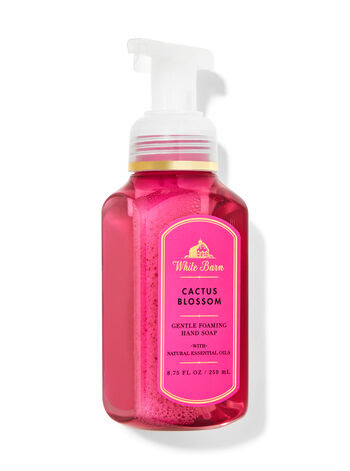 White Barn
CACTUS
BLOSSOM
GENTLE FOAMING
HAND SOAP
-WITH-
NATURAL ESSENTIAL OILS
8.75 FL OZ / 259 mL